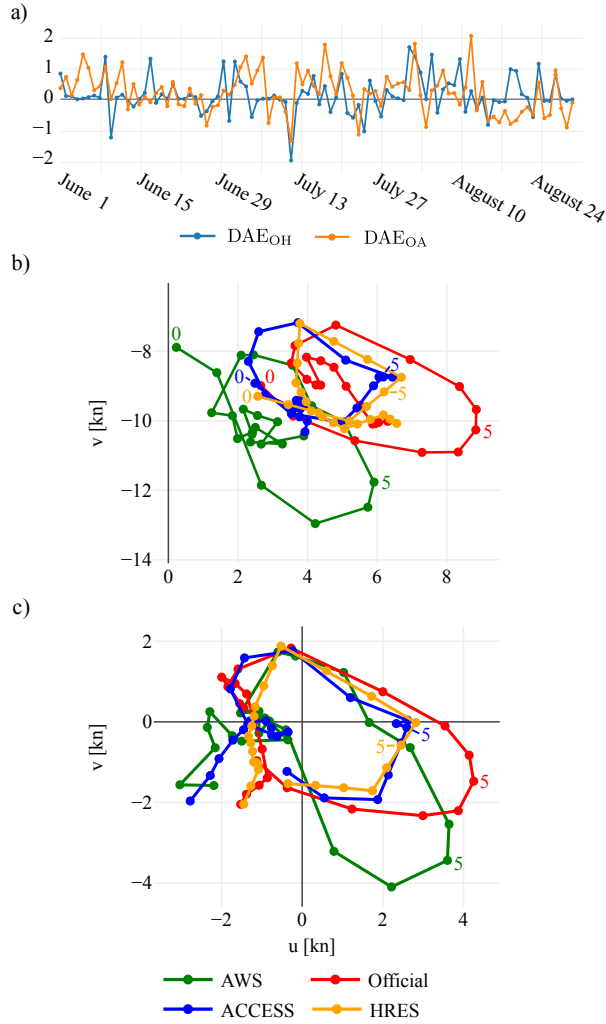 a)
2
1
0
−1
−2
June 1
June 15
June 29
July 13
July 27
August 10
August 24
DAE_OH
DAE_OA
b)
v [kn]
−8
−10
−12
−14
0
0
0
0
5
5
5
5
0
2
4
6
8
c)
v [kn]
2
0
−2
−4
5
5
5
5
−2
0
2
4
u [kn]
AWS
Official
ACCESS
HRES